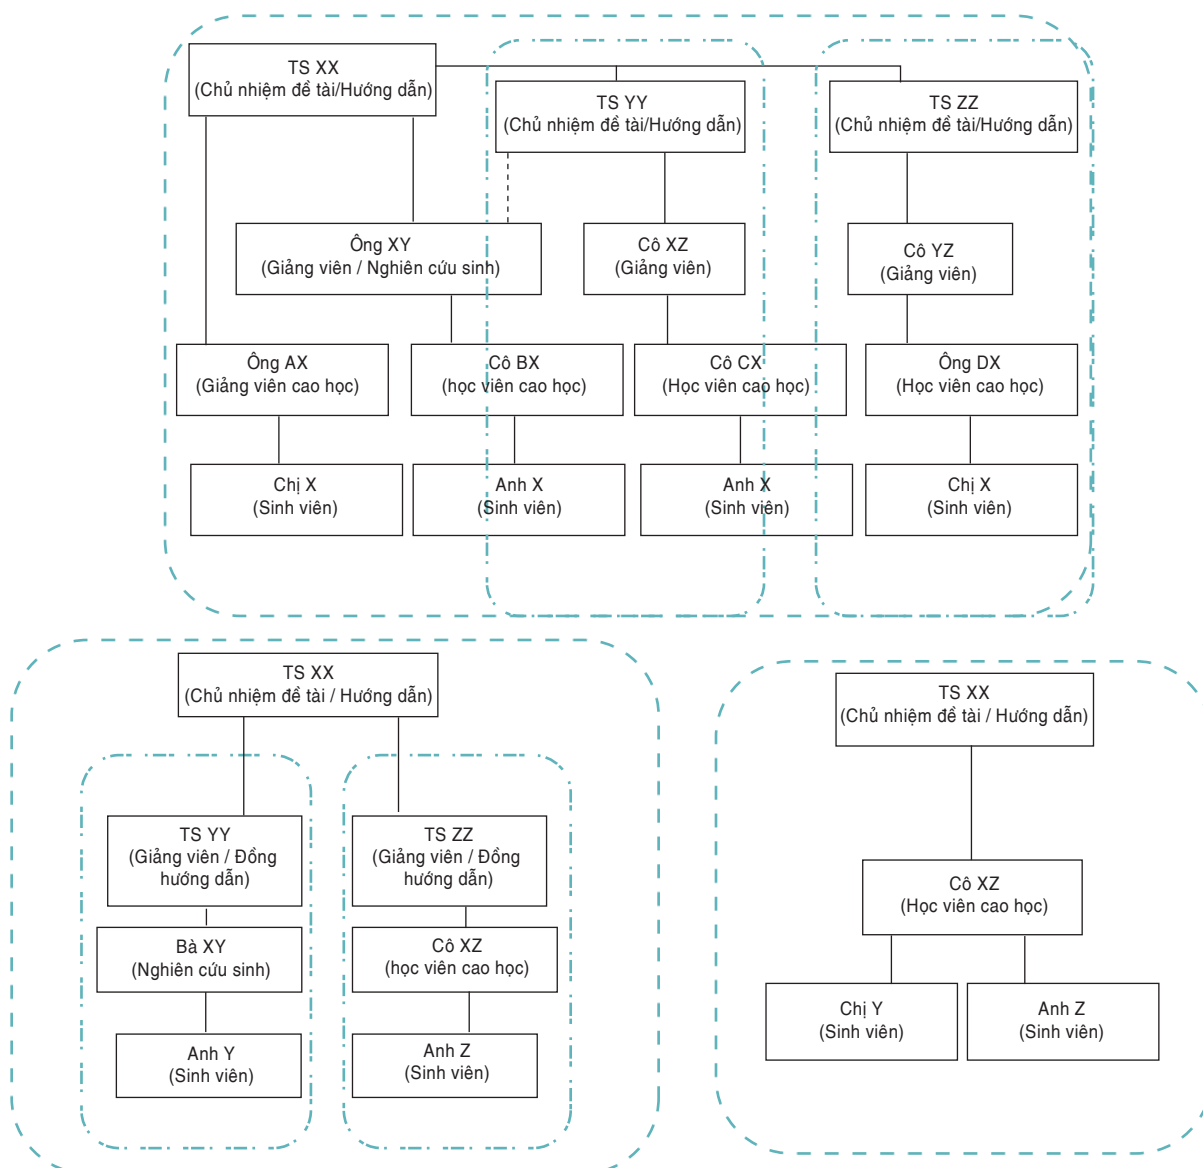 TS XX
(Chủ nhiệm đề tài/Hướng dẫn)
TS YY
(Chủ nhiệm đề tài/Hướng dẫn)
TS ZZ
(Chủ nhiệm đề tài/Hướng dẫn)
Ông XY
(Giảng viên / Nghiên cứu sinh)
Cô XZ
(Giảng viên)
Cô YZ
(Giảng viên)
Ông AX
(Giảng viên cao học)
Cô BX
(học viên cao học)
Cô CX
(Học viên cao học)
Ông DX
(Học viên cao học)
Chị X
(Sinh viên)
Anh X
(Sinh viên)
Anh X
(Sinh viên)
Chị X
(Sinh viên)
TS XX
(Chủ nhiệm đề tài / Hướng dẫn)
TS YY
(Giảng viên / Đồng
hướng dẫn)
TS ZZ
(Giảng viên / Đồng
hướng dẫn)
Bà XY
(Nghiên cứu sinh)
Cô XZ
(học viên cao học)
Anh Y
(Sinh viên)
Anh Z
(Sinh viên)
TS XX
(Chủ nhiệm đề tài / Hướng dẫn)
Cô XZ
(Học viên cao học)
Chị Y
(Sinh viên)
Anh Z
(Sinh viên)